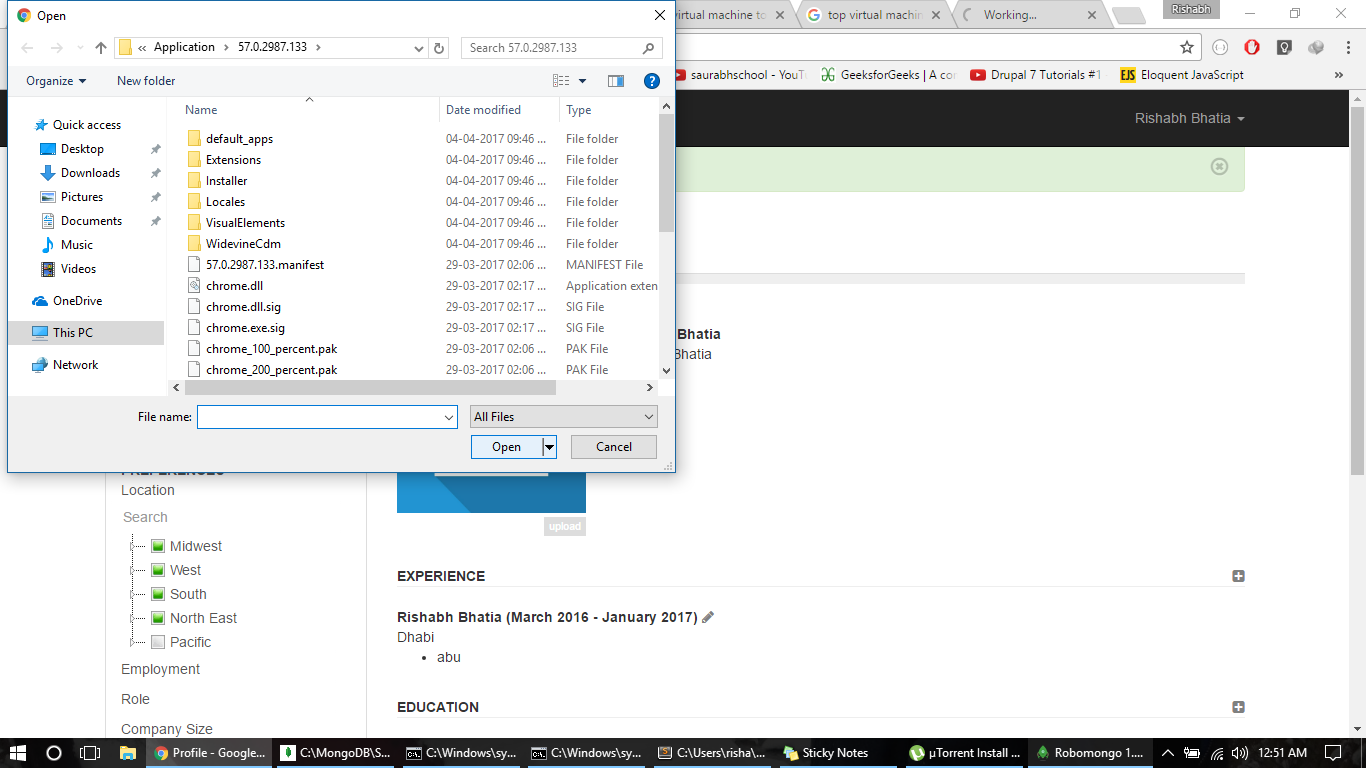 Open
irtual machine to
top virtual machin
Working...
Rishabh
« Application > 57.0.2987.133 >
Search 57.0.2987.133
saurabhschool - YouTu
GeeksforGeeks | A co
Drupal 7 Tutorials #1
EJS Eloquent JavaScript
»
Organize
New folder
Rishabh Bhatia
Name
Date modified
Type
Quick access
Desktop
Downloads
Pictures
Documents
Music
Videos
OneDrive
This PC
Network
default_apps 04-04-2017 09:46 ... File folder
Extensions 04-04-2017 09:46 ... File folder
Installer 04-04-2017 09:46 ... File folder
Locales 04-04-2017 09:46 ... File folder
VisualElements 04-04-2017 09:46 ... File folder
WidevineCdm 04-04-2017 09:46 ... File folder
57.0.2987.133.manifest 29-03-2017 02:06 ... MANIFEST File
chrome.dll 29-03-2017 02:17 ... Application exten
chrome.dll.sig 29-03-2017 02:17 ... SIG File
chrome.exe.sig 29-03-2017 02:17 ... SIG File
chrome_100_percent.pak 29-03-2017 02:06 ... PAK File
chrome_200_percent.pak 29-03-2017 02:06 ... PAK File
File name:
All Files
Open
Cancel
Bhatia
Bhatia
PREFERENCES
Location
Search
Midwest
West
South
North East
Pacific
Employment
Role
Company Size
upload
EXPERIENCE
Rishabh Bhatia (March 2016 - January 2017)
Dhabi
• abu
EDUCATION
Profile - Google...
C:\MongoDB\S...
C:\Windows\sy...
C:\Windows\sy...
C:\Users\risha\...
Sticky Notes
µTorrent Install ...
Robomongo 1....
12:51 AM